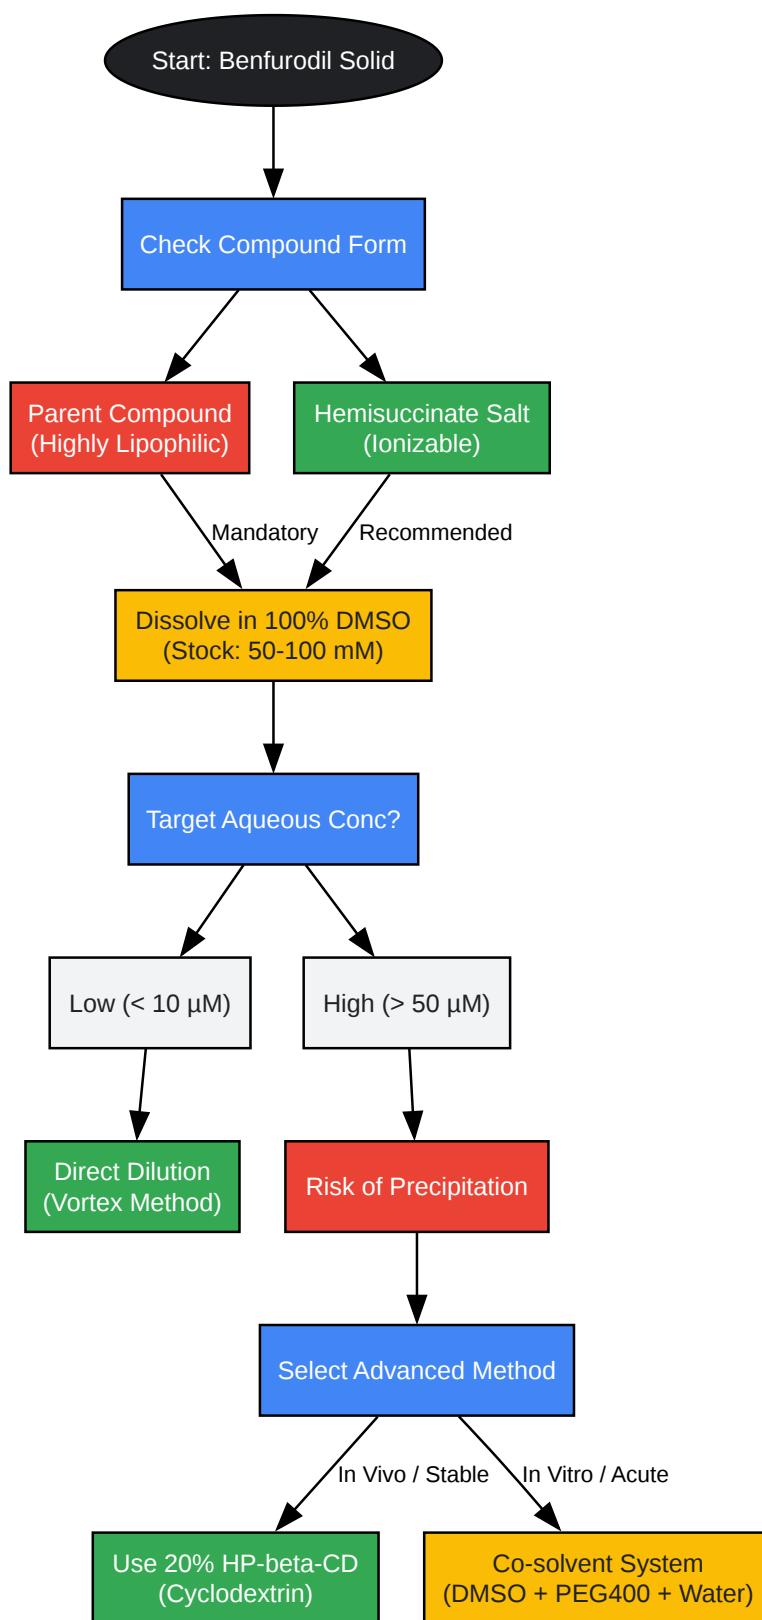 Start: Benfurodil Solid
Check Compound Form
Parent Compound
(Highly Lipophilic)
Hemisuccinate Salt
(Ionizable)
Mandatory
Recommended
Dissolve in 100% DMSO
(Stock: 50-100 mM)
Target Aqueous Conc?
Low (< 10 µM)
High (> 50 µM)
Direct Dilution
(Vortex Method)
Risk of Precipitation
Select Advanced Method
In Vivo / Stable
In Vitro / Acute
Use 20% HP-beta-CD
(Cyclodextrin)
Co-solvent System
(DMSO + PEG400 + Water)